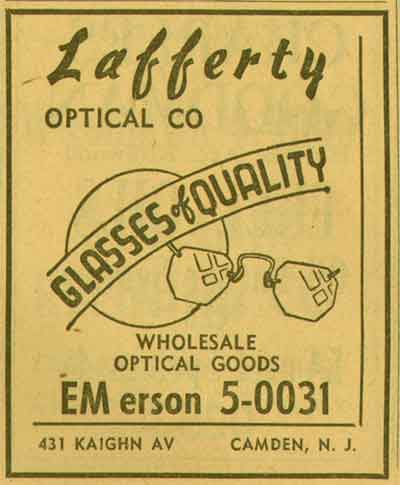 Lafferty
OPTICAL CO
GLASSES of QUALITY
WHOLESALE
OPTICAL GOODS
EM erson 5-0031
431 KAIGHN AV CAMDEN, N. J.